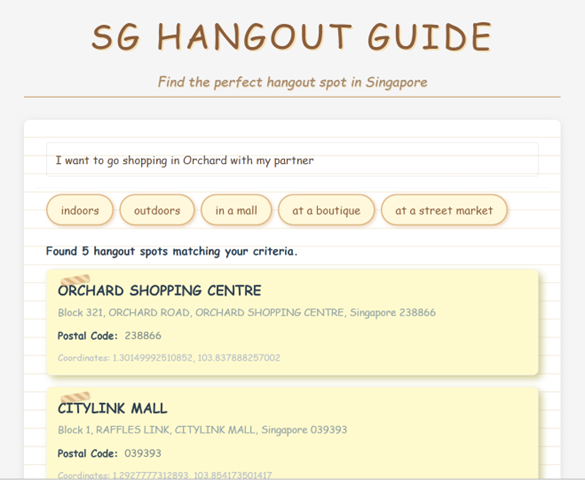 SG HANGOUT GUIDE
Find the perfect hangout spot in Singapore
I want to go shopping in Orchard with my partner
indoors
outdoors
in a mall
at a boutique
at a street market
Found 5 hangout spots matching your criteria.
ORCHARD SHOPPING CENTRE
Block 321, ORCHARD ROAD, ORCHARD SHOPPING CENTRE, Singapore 238866
Postal Code: 238866
Coordinates: 1.30149992510852, 103.837888257002
CITYLINK MALL
Block 1, RAFFLES LINK, CITYLINK MALL, Singapore 039393
Postal Code: 039393
Coordinates: 1.2927777312893, 103.854173501417